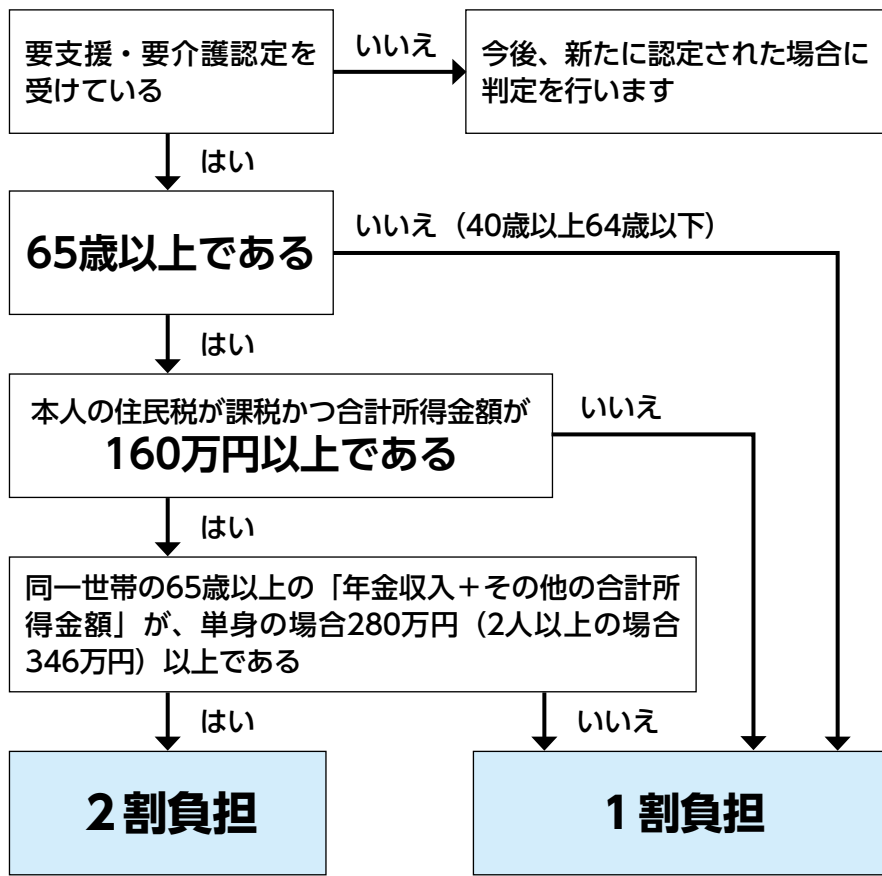 要支援・要介護認定を
受けている
いいえ
今後、新たに認定された場合に
判定を行います
はい
65歳以上である
いいえ（40歳以上64歳以下）
はい
本人の住民税が課税かつ合計所得金額が
160万円以上である
いいえ
はい
同一世帯の65歳以上の「年金収入＋その他の合計所
得金額」が、単身の場合280万円（2人以上の場合
346万円）以上である
はい
いいえ
2割負担
1割負担